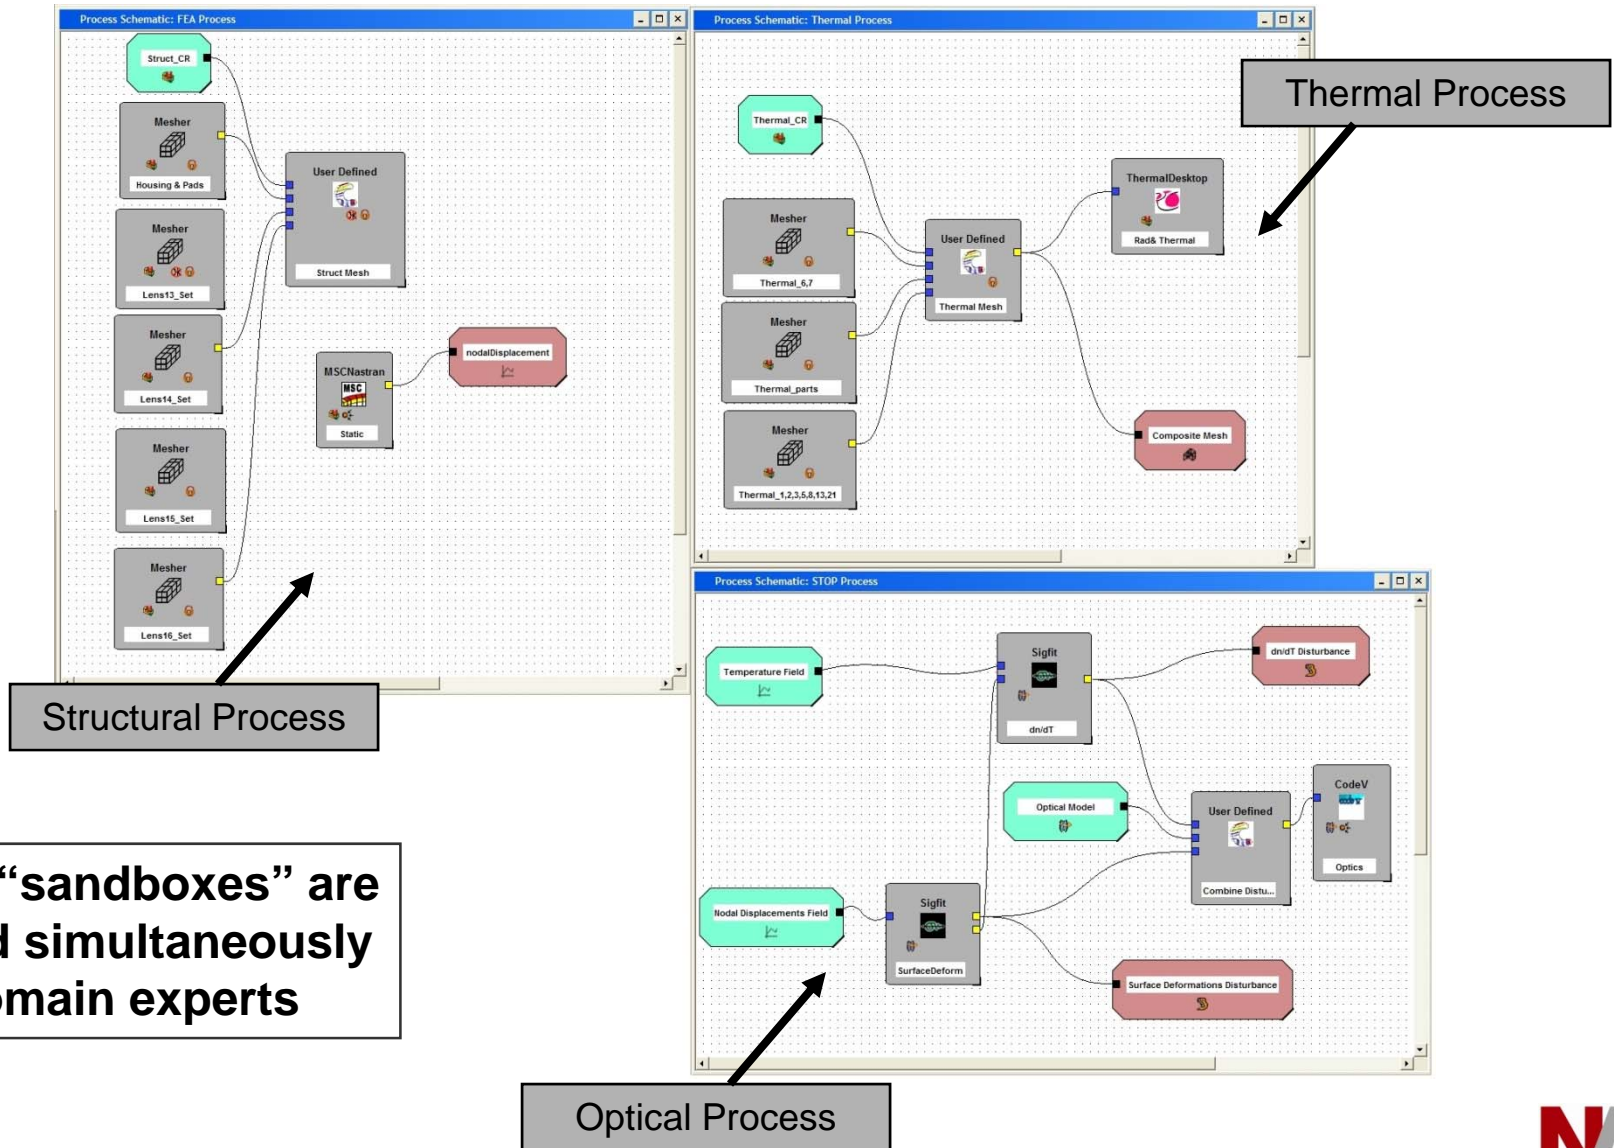 Process Schematic: FEA Process
Struct_CR
Mesher
Housing & Pads
Mesher
Lens13_Set
Mesher
Lens14_Set
Mesher
Lens15_Set
Mesher
Lens16_Set
User Defined
Struct Mesh
MSCNastran
MSC
Static
nodalDisplacement
Structural Process
Process Schematic: Thermal Process
Thermal_CR
Mesher
Thermal_6,7
Mesher
Thermal_parts
Mesher
Thermal_1,2,3,5,8,13,21
User Defined
Thermal Mesh
ThermalDesktop
Rad& Thermal
Composite Mesh
Thermal Process
Process Schematic: STOP Process
Temperature Field
Sigfit
dn/dT
dn/dT Disturbance
Optical Model
User Defined
Combine Distu...
CodeV
Optics
Nodal Displacements Field
Sigfit
SurfaceDeform
Surface Deformations Disturbance
Optical Process
“sandboxes” are
simultaneously
experts